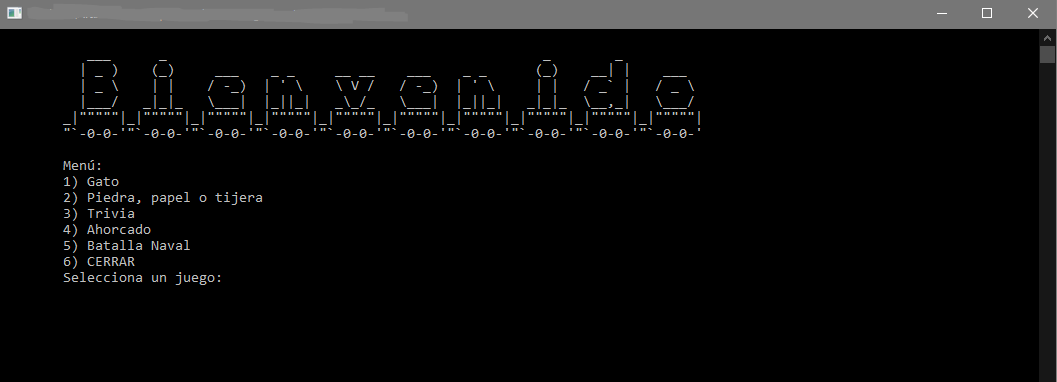 Bienvenido
Menú:
1) Gato
2) Piedra, papel o tijera
3) Trivia
4) Ahorcado
5) Batalla Naval
6) CERRAR
Selecciona un juego: